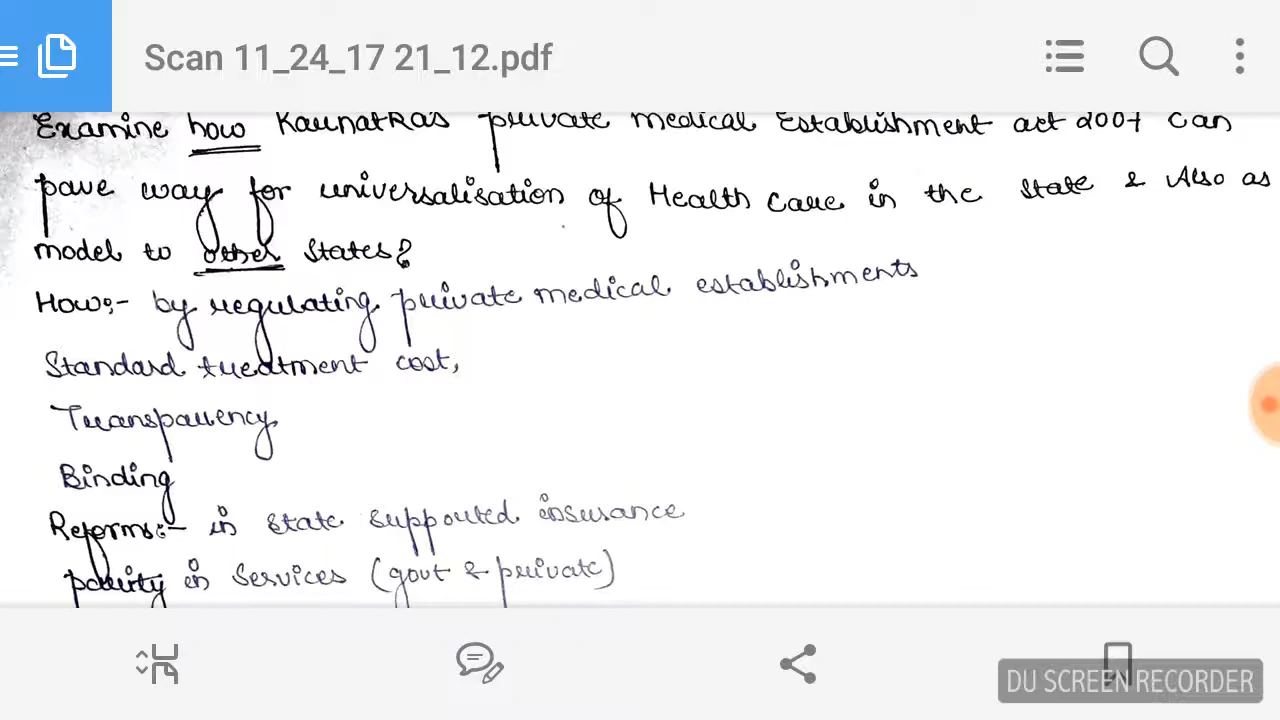 Scan 11_24_17 21_12.pdf
Examine how Karnatkas private medical Establishment act 2007 can
pave way for universalisation of Health care in the state & Also as
model to other states?
How:- by regulating private medical establishments
Standard treatment cost,
Transparency
Binding
Reforms:- in state supported insurance
parity in services (govt & private)
DU SCREEN RECORDER